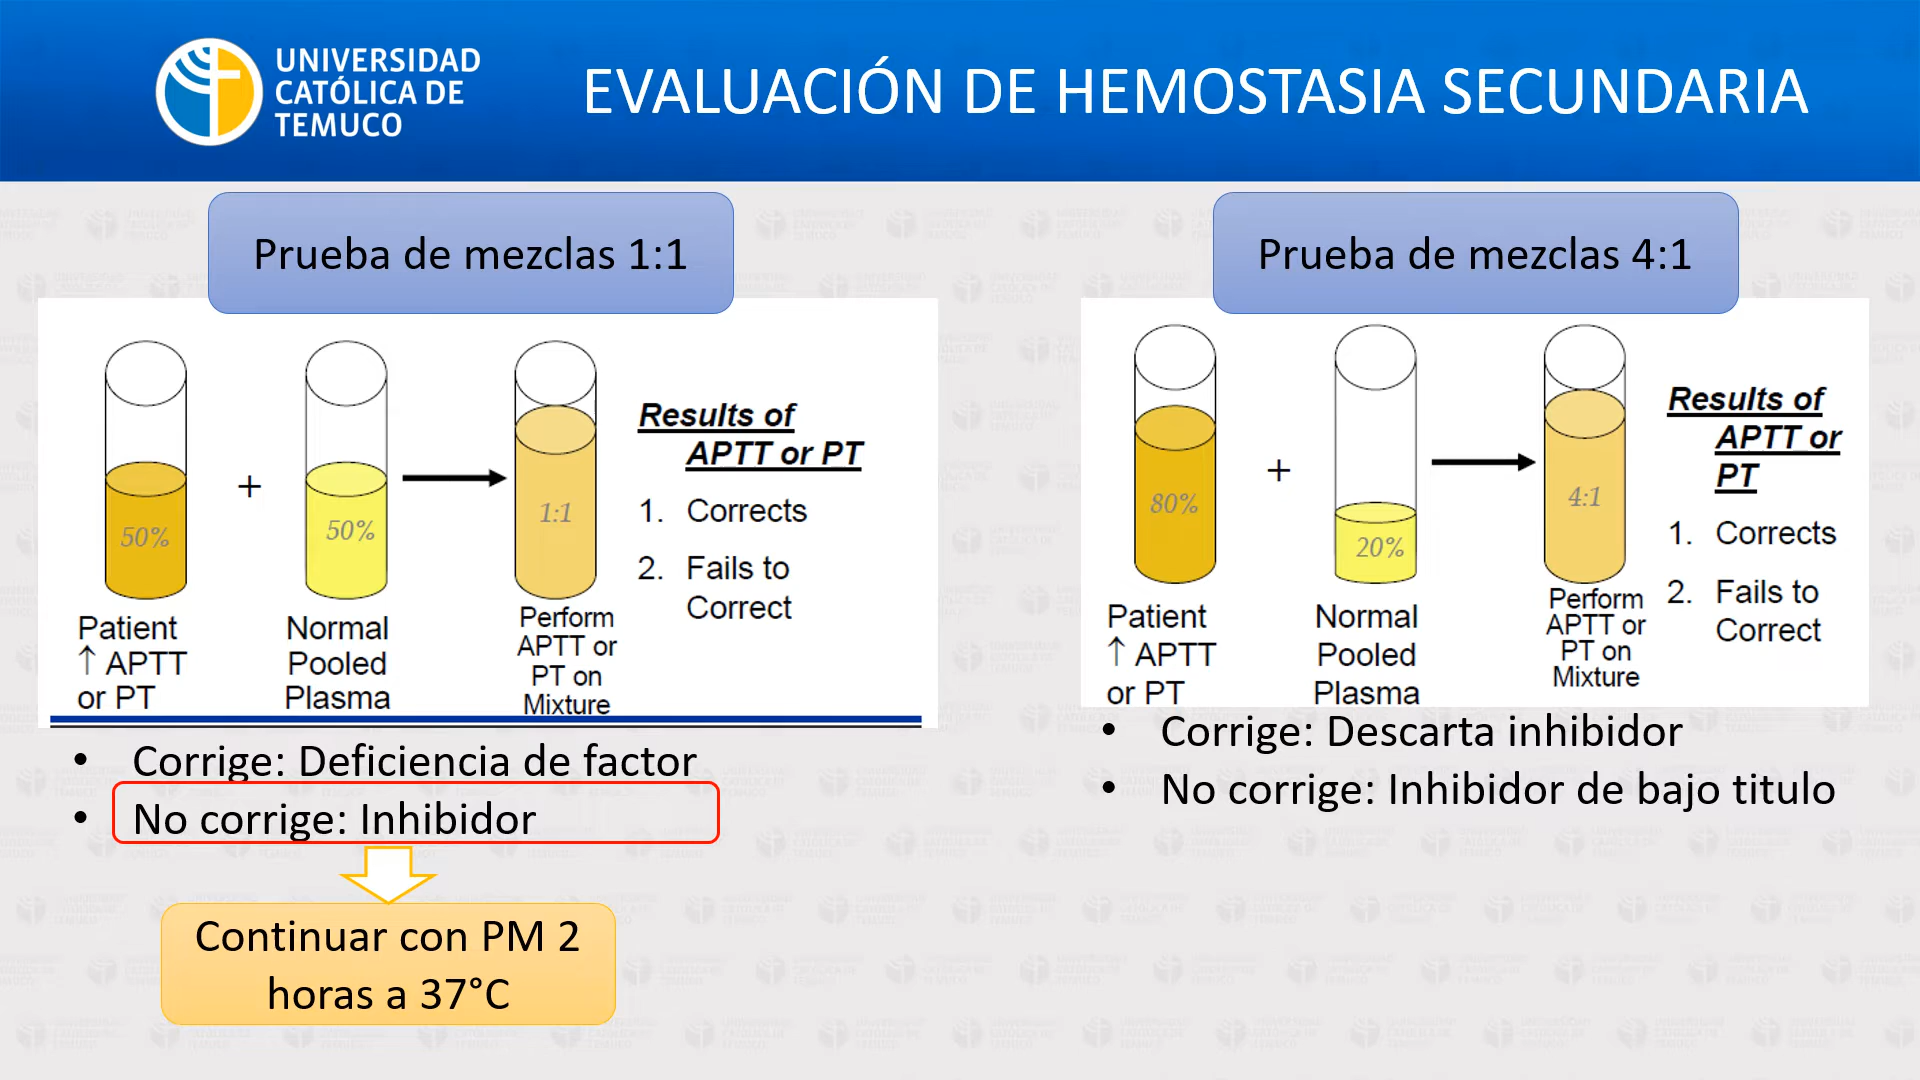 UNIVERSIDAD
CATÓLICA DE
TEMUCO
EVALUACIÓN DE HEMOSTASIA SECUNDARIA
Prueba de mezclas 1:1
50%
+
50%
1:1
Results of
APTT or PT
1. Corrects
2. Fails to
Correct
Patient
↑ APTT
or PT
Normal
Pooled
Plasma
Perform
APTT or
PT on
Mixture
• Corrige: Deficiencia de factor
• No corrige: Inhibidor
Continuar con PM 2
horas a 37°C
Prueba de mezclas 4:1
80%
+
20%
4:1
Results of
APTT or
PT
1. Corrects
2. Fails to
Correct
Patient
↑ APTT
or PT
Normal
Pooled
Plasma
Perform
APTT or
PT on
Mixture
• Corrige: Descarta inhibidor
• No corrige: Inhibidor de bajo titulo